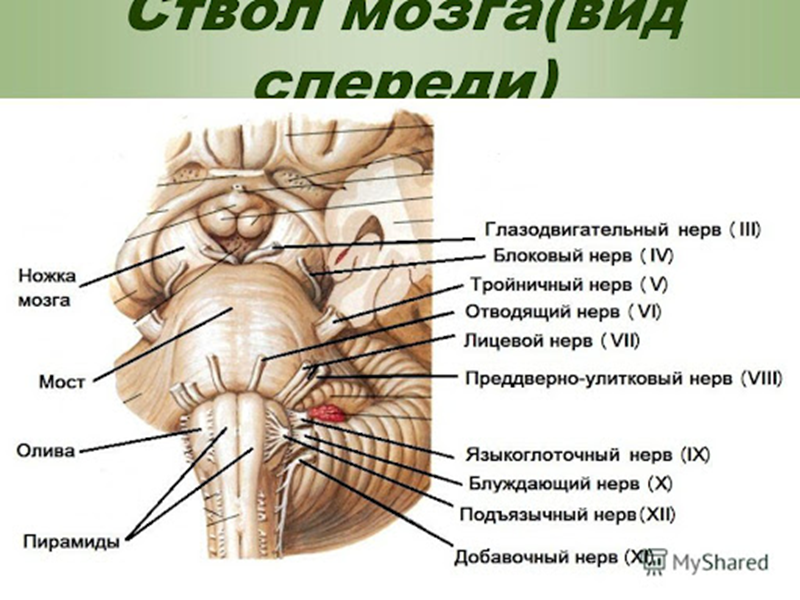 Ствол мозга(вид
спереди)
Ножка
мозга
Мост
Олива
Пирамиды
Глазодвигательный нерв ( III)
Блоковый нерв ( IV)
Тройничный нерв ( V)
Отводящий нерв ( VI)
Лицевой нерв ( VII)
Преддверно-улитковый нерв (VIII)
Языкоглоточный нерв (IX)
Блуждающий нерв (X)
Подъязычный нерв(XII)
Добавочный нерв (XI)
MyShared